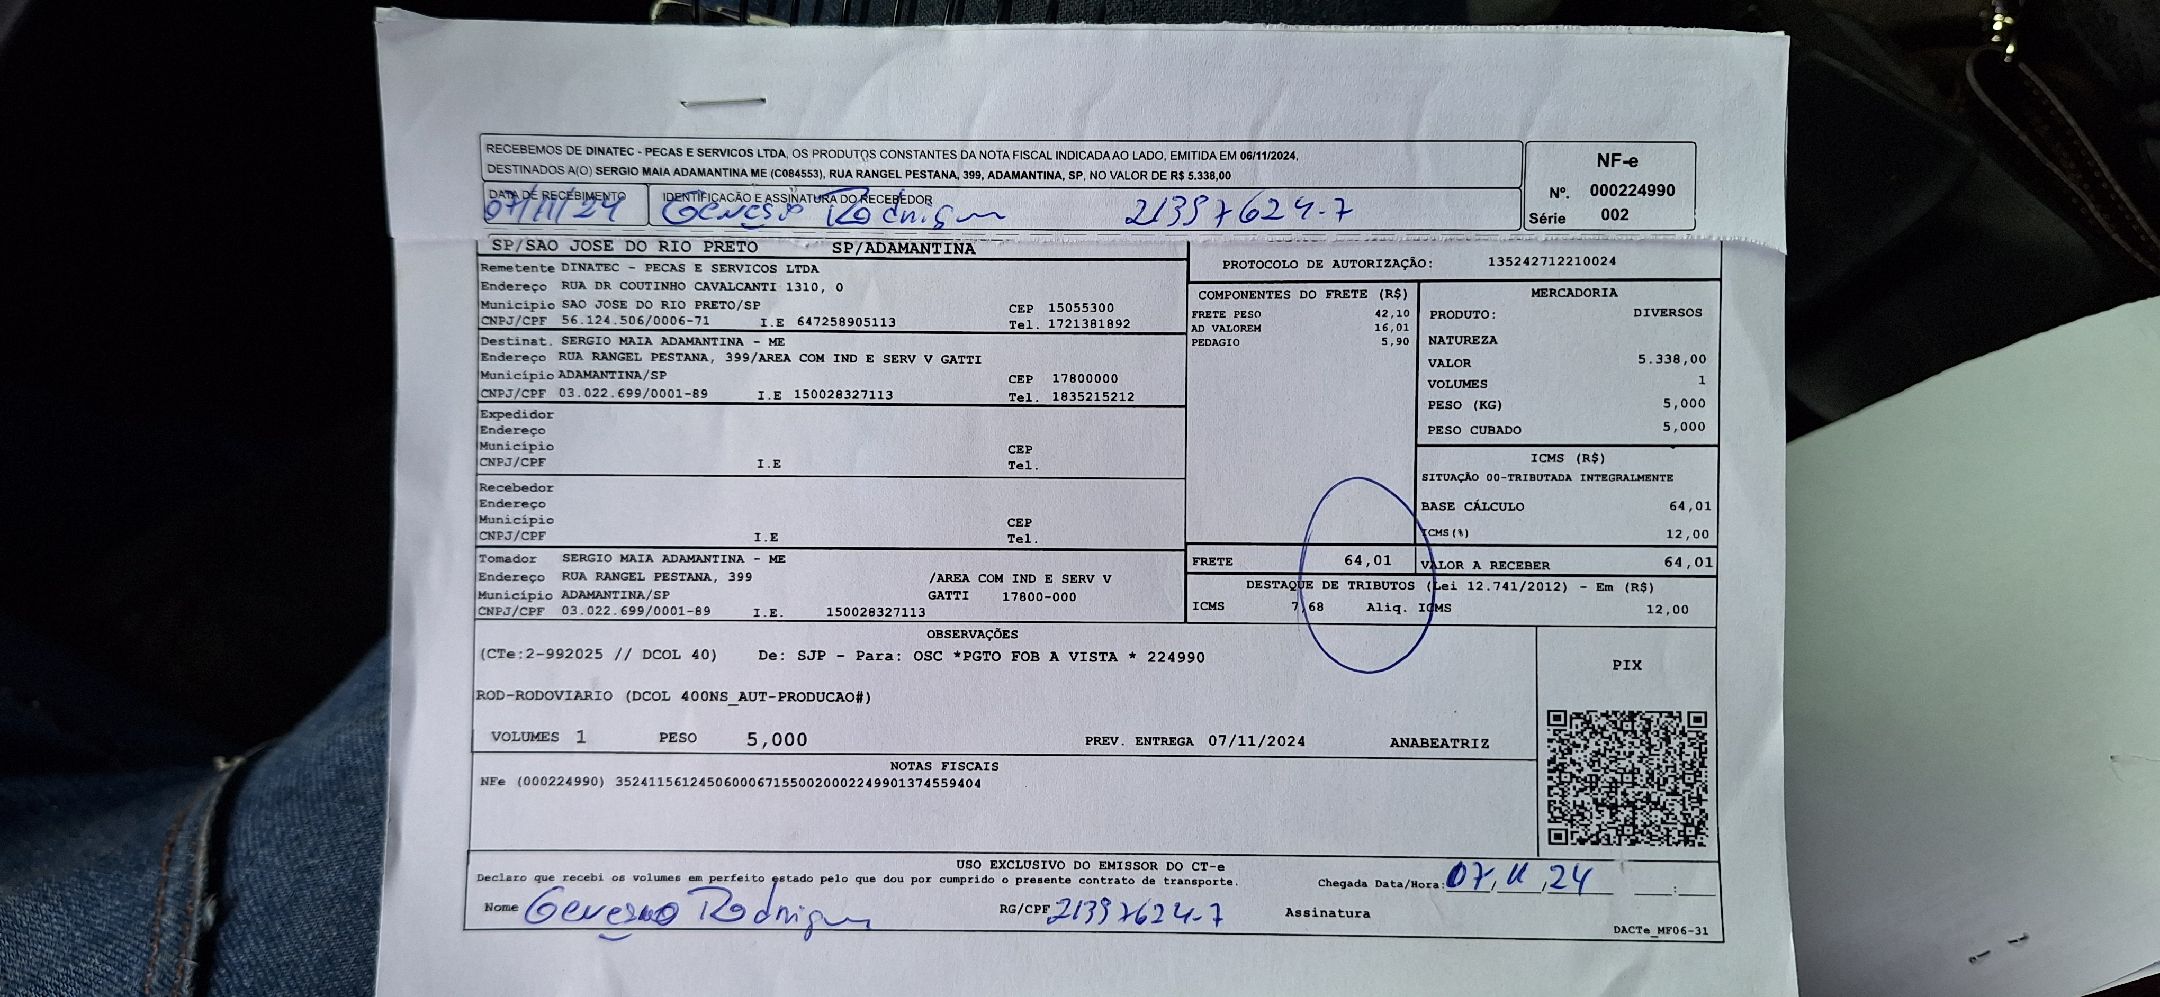 RECEBEMOS DE DINATEC - PECAS E SERVICOS LTDA, OS PRODUTOS CONSTANTES DA NOTA FISCAL INDICADA AO LADO, EMITIDA EM 06/11/2024,
DESTINADOS A(O) SERGIO MAIA ADAMANTINA ME (C084553), RUA RANGEL PESTANA, 399, ADAMANTINA, SP, NO VALOR DE R$ 5.338,00
NF-e
Nº. 000224990
Série 002
DATA DE RECEBIMENTO
07/11/24
IDENTIFICAÇÃO E ASSINATURA DO RECEBEDOR
Rodrigues 21397624-7
SP/SAO JOSE DO RIO PRETO SP/ADAMANTINA
Remetente DINATEC - PECAS E SERVICOS LTDA
Endereço RUA DR COUTINHO CAVALCANTI 1310, 0
Município SAO JOSE DO RIO PRETO/SP CEP 15055300
CNPJ/CPF 56.124.506/0006-71 I.E 647258905113 Tel. 1721381892
Destinat. SERGIO MAIA ADAMANTINA - ME
Endereço RUA RANGEL PESTANA, 399/AREA COM IND E SERV V GATTI
Município ADAMANTINA/SP CEP 17800000
CNPJ/CPF 03.022.699/0001-89 I.E 150028327113 Tel. 1835215212
Expedidor
Endereço
Município CEP
CNPJ/CPF I.E Tel.
Recebedor
Endereço
Município CEP
CNPJ/CPF I.E Tel.
Tomador SERGIO MAIA ADAMANTINA - ME
Endereço RUA RANGEL PESTANA, 399 /AREA COM IND E SERV V
Município ADAMANTINA/SP GATTI 17800-000
CNPJ/CPF 03.022.699/0001-89 I.E. 150028327113
PROTOCOLO DE AUTORIZAÇÃO: 135242712210024
COMPONENTES DO FRETE (R$)
FRETE PESO 42,10
AD VALOREM 16,01
PEDAGIO 5,90
MERCADORIA
PRODUTO: DIVERSOS
NATUREZA
VALOR 5.338,00
VOLUMES 1
PESO (KG) 5,000
PESO CUBADO 5,000
ICMS (R$)
SITUAÇÃO 00-TRIBUTADA INTEGRALMENTE
BASE CÁLCULO 64,01
ICMS(%) 12,00
FRETE 64,01
VALOR A RECEBER 64,01
DESTAQUE DE TRIBUTOS (Lei 12.741/2012) - Em (R$)
ICMS 7,68 Aliq. ICMS 12,00
OBSERVAÇÕES
(CTe:2-992025 // DCOL 40) De: SJP - Para: OSC *PGTO FOB A VISTA * 224990
ROD-RODOVIARIO (DCOL 400NS_AUT-PRODUCAO#)
VOLUMES 1 PESO 5,000 PREV. ENTREGA 07/11/2024 ANABEATRIZ
PIX
NOTAS FISCAIS
NFe (000224990) 35241156124506000671550020002249901374559404
USO EXCLUSIVO DO EMISSOR DO CT-e
Declaro que recebi os volumes em perfeito estado pelo que dou por cumprido o presente contrato de transporte.
Chegada Data/Hora: 07,11,24 :
Nome Rodrigues RG/CPF 21397624-7 Assinatura
DACTe_MF06-31